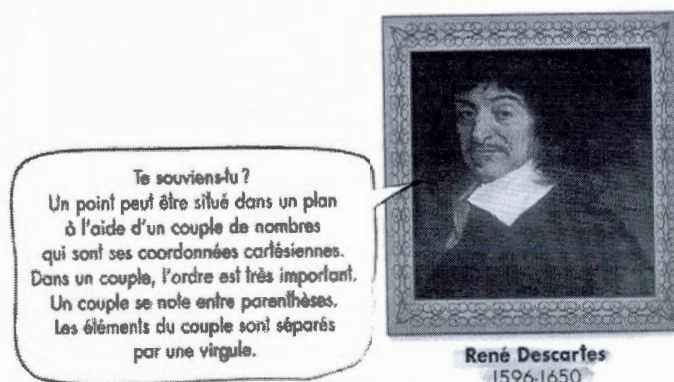 Te souviens-tu ?
Un point peut être situé dans un plan
à l'aide d'un couple de nombres
qui sont ses coordonnées cartésiennes.
Dans un couple, l'ordre est très important.
Un couple se note entre parenthèses.
Les éléments du couple sont séparés
par une virgule.
René Descartes
1596-1650